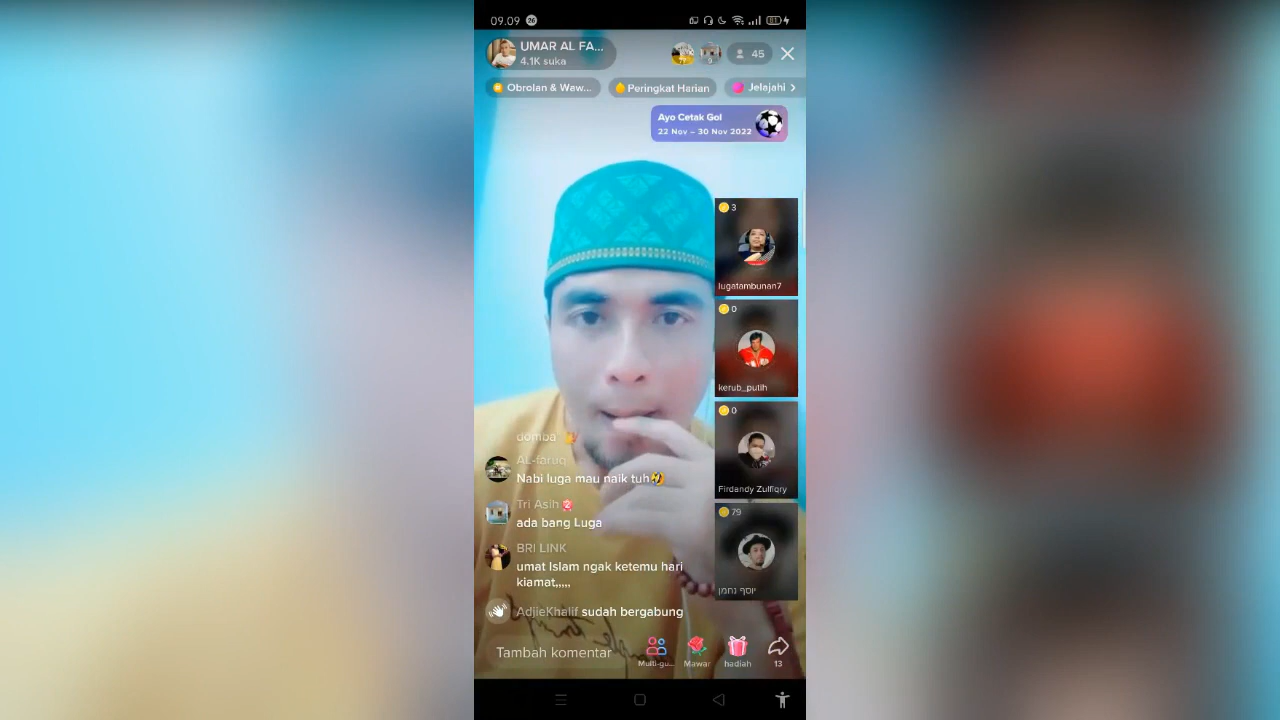 09.09 26
81
UMAR AL FA...
4.1K suka
45
Obrolan & Waw...
Peringkat Harian
Jelajahi
Ayo Cetak Gol
22 Nov – 30 Nov 2022
3
lugatambunan7
0
kerub_putih
0
Firdandy Zulfiqry
79
יוסף נחמן
domba
AL-faruq
Nabi luga mau naik tuh🤣
Tri Asih
ada bang Luga
BRI LINK
umat Islam ngak ketemu hari
kiamat,,,,,
AdjieKhalif sudah bergabung
Tambah komentar
Multi-gu...
Mawar
hadiah
13